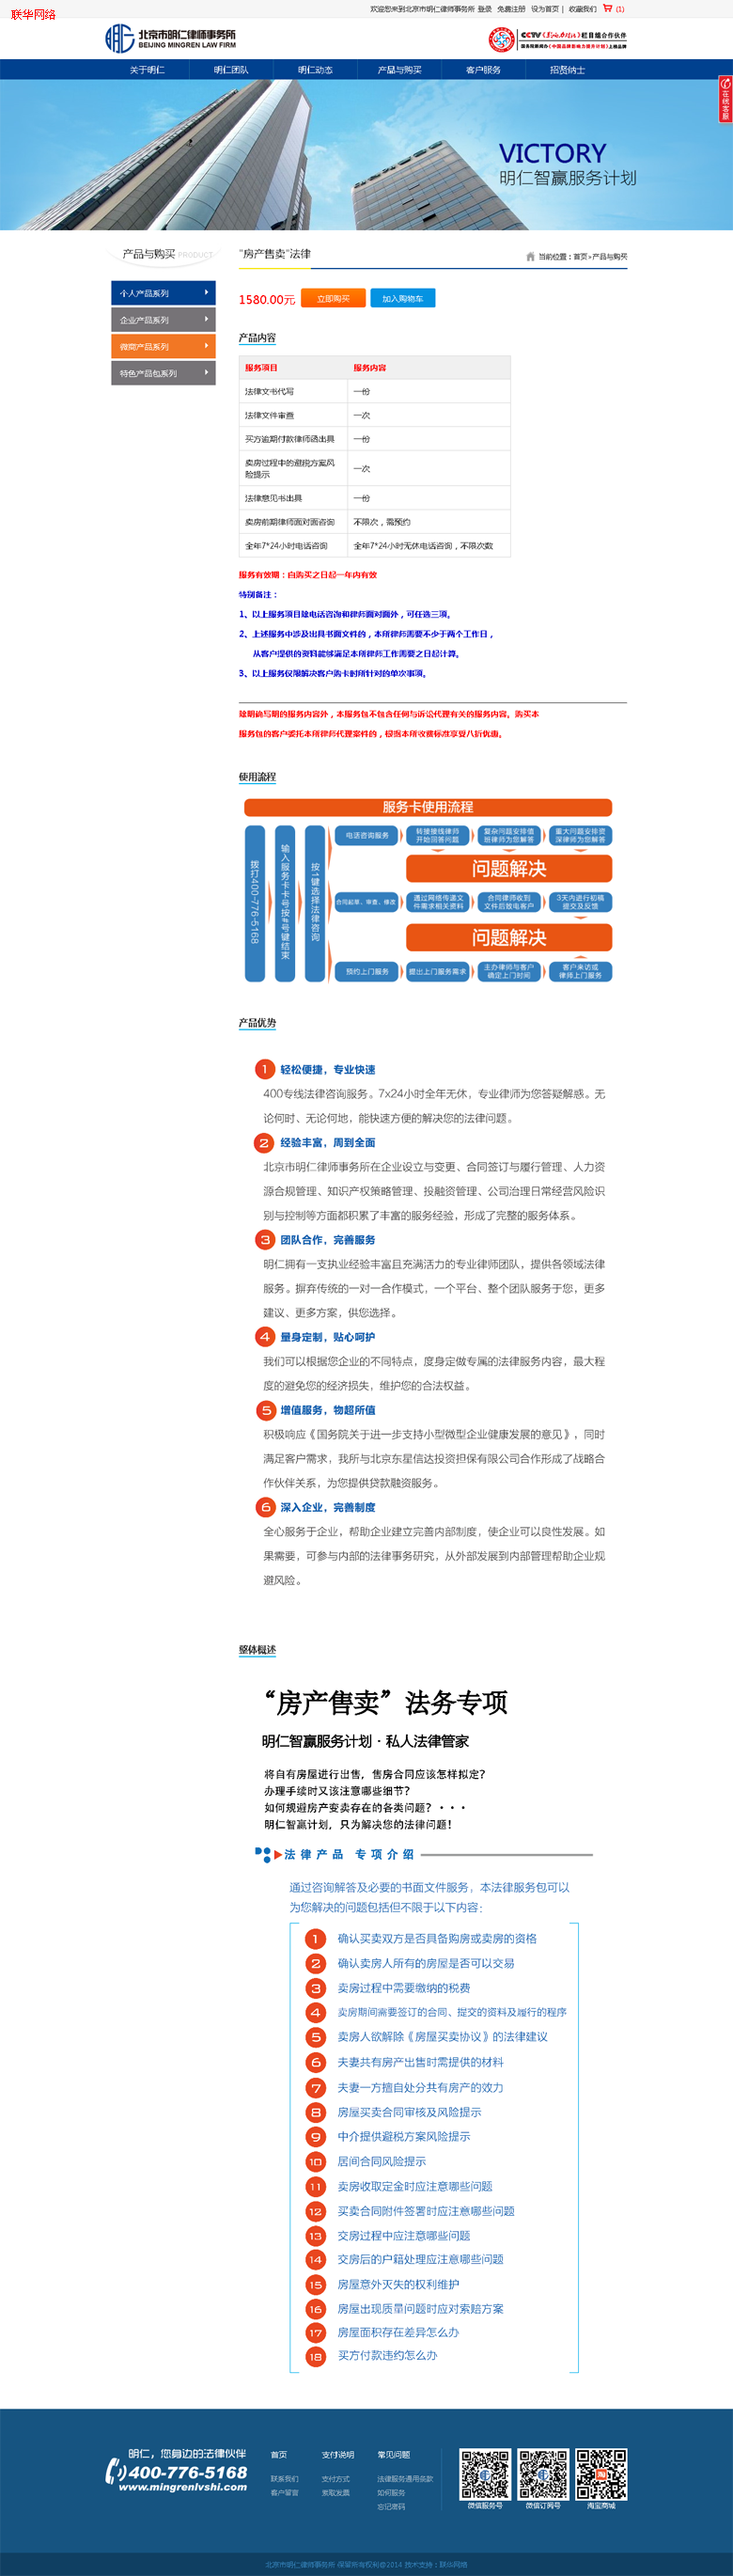 联华网络
欢迎您来到北京市明仁律师事务所 登录 免费注册 设为首页 | 收藏我们 (1)
北京市明仁律师事务所
BEIJING MINGREN LAW FIRM
CCTV 栏目组合作伙伴
关于明仁 明仁团队 明仁动态 产品与购买 客户服务 招贤纳士
在线客服
VICTORY
明仁智赢服务计划
产品与购买 PRODUCT
“房产售卖”法律
当前位置：首页 » 产品与购买
个人产品系列
企业产品系列
微商产品系列
特色产品包系列
1580.00元 立即购买 加入购物车
产品内容
服务项目 服务内容
法律文书代写 一份
法律文件审查 一次
买方逾期付款律师函出具 一份
卖房过程中的避税方案风
险提示 一次
法律意见书出具 一份
卖房前期律师面对面咨询 不限次，需预约
全年7*24小时电话咨询 全年7*24小时无休电话咨询，不限次数
服务有效期：自购买之日起一年内有效
特别备注：
1、以上服务项目除电话咨询和律师面对面外，可任选三项。
2、上述服务中涉及出具书面文件的，本所律师需要不少于两个工作日，
从客户提供的资料能够满足本所律师工作需要之日起计算。
3、以上服务仅限解决客户购卡时所针对的单次事项。
除明确写明的服务内容外，本服务包不包含任何与诉讼代理有关的服务内容。购买本
服务包的客户委托本所律师代理案件的，根据本所收费标准享受八折优惠。
使用流程
服务卡使用流程
拨打400-776-5168
输入服务卡卡号按#号键结束
按1键选择法律咨询
电话咨询服务
转接接线律师
开始回答问题
复杂问题安排值
班律师为您解答
重大问题安排资
深律师为您解答
问题解决
合同起草、审查、修改
通过网络传递文
件需求相关资料
合同律师收到
文件后致电客户
3天内进行初稿
提交及反馈
问题解决
预约上门服务
提出上门服务需求
主办律师与客户
确定上门时间
客户来访或
律师上门服务
产品优势
1 轻松便捷，专业快速
400专线法律咨询服务。7x24小时全年无休，专业律师为您答疑解惑。无
论何时、无论何地，能快速方便的解决您的法律问题。
2 经验丰富，周到全面
北京市明仁律师事务所在企业设立与变更、合同签订与履行管理、人力资
源合规管理、知识产权策略管理、投融资管理、公司治理日常经营风险识
别与控制等方面都积累了丰富的服务经验，形成了完整的服务体系。
3 团队合作，完善服务
明仁拥有一支执业经验丰富且充满活力的专业律师团队，提供各领域法律
服务。摒弃传统的一对一合作模式，一个平台、整个团队服务于您，更多
建议、更多方案，供您选择。
4 量身定制，贴心呵护
我们可以根据您企业的不同特点，度身定做专属的法律服务内容，最大程
度的避免您的经济损失，维护您的合法权益。
5 增值服务，物超所值
积极响应《国务院关于进一步支持小型微型企业健康发展的意见》，同时
满足客户需求，我所与北京东星信达投资担保有限公司合作形成了战略合
作伙伴关系，为您提供贷款融资服务。
6 深入企业，完善制度
全心服务于企业，帮助企业建立完善内部制度，使企业可以良性发展。如
果需要，可参与内部的法律事务研究，从外部发展到内部管理帮助企业规
避风险。
整体概述
“房产售卖”法务专项
明仁智赢服务计划·私人法律管家
将自有房屋进行出售，售房合同应该怎样拟定？
办理手续时又该注意哪些细节？
如何规避房产变卖存在的各类问题？···
明仁智赢计划，只为解决您的法律问题！
法律产品 专项介绍
通过咨询解答及必要的书面文件服务，本法律服务包可以
为您解决的问题包括但不限于以下内容：
1 确认买卖双方是否具备购房或卖房的资格
2 确认卖房人所有的房屋是否可以交易
3 卖房过程中需要缴纳的税费
4 卖房期间需要签订的合同、提交的资料及履行的程序
5 卖房人欲解除《房屋买卖协议》的法律建议
6 夫妻共有房产出售时需提供的材料
7 夫妻一方擅自处分共有房产的效力
8 房屋买卖合同审核及风险提示
9 中介提供避税方案风险提示
10 居间合同风险提示
11 卖房收取定金时应注意哪些问题
12 买卖合同附件签署时应注意哪些问题
13 交房过程中应注意哪些问题
14 交房后的户籍处理应注意哪些问题
15 房屋意外灭失的权利维护
16 房屋出现质量问题时应对索赔方案
17 房屋面积存在差异怎么办
18 买方付款违约怎么办
明仁，您身边的法律伙伴
400-776-5168
www.mingrenlvshi.com
首页 支付说明 常见问题
联系我们 支付方式 法律服务通用条款
客户留言 索取发票 如何服务
忘记密码
微信服务号 微信订阅号 淘宝商城
北京市明仁律师事务所 保留所有权利@2014 技术支持：联华网络